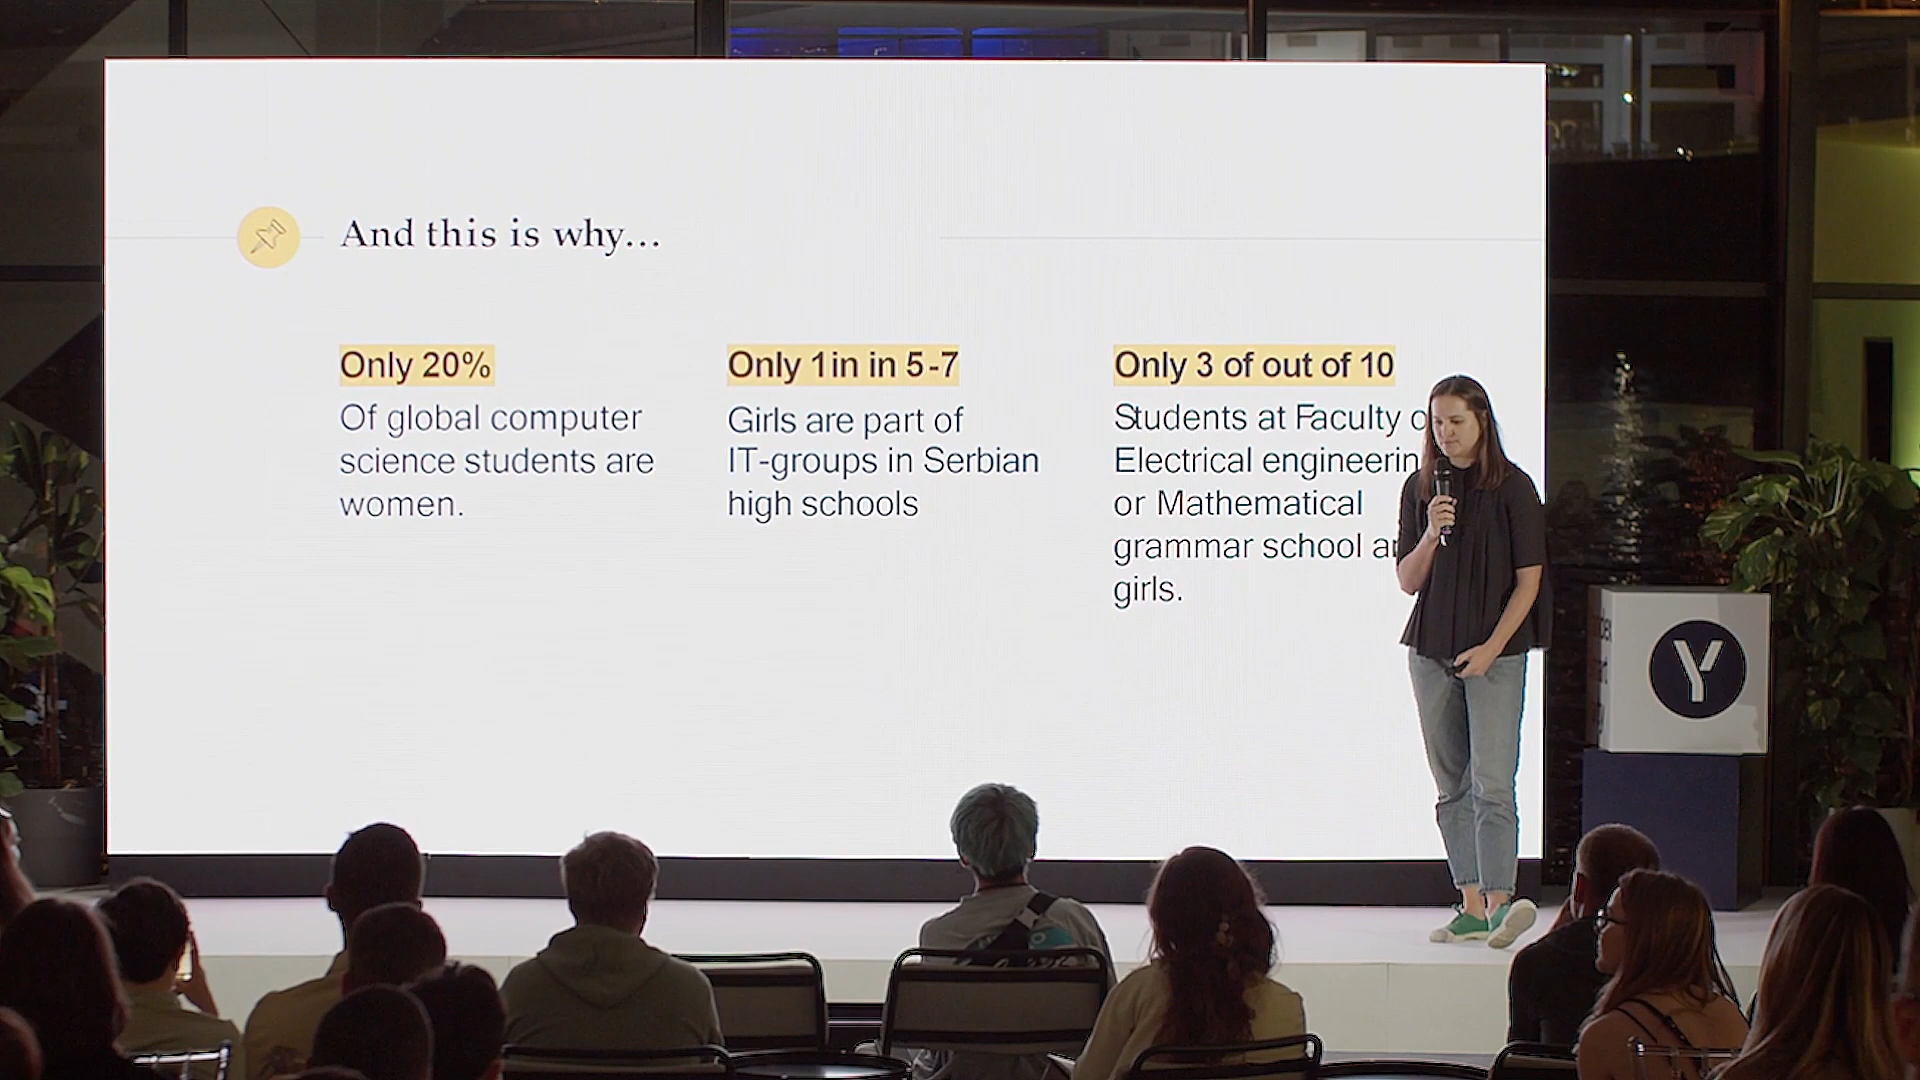 And this is why...
Only 20%
Of global computer
science students are
women.
Only 1in in 5-7
Girls are part of
IT-groups in Serbian
high schools
Only 3 of out of 10
Students at Faculty o
Electrical engineerin
or Mathematical
grammar school ar
girls.
Y